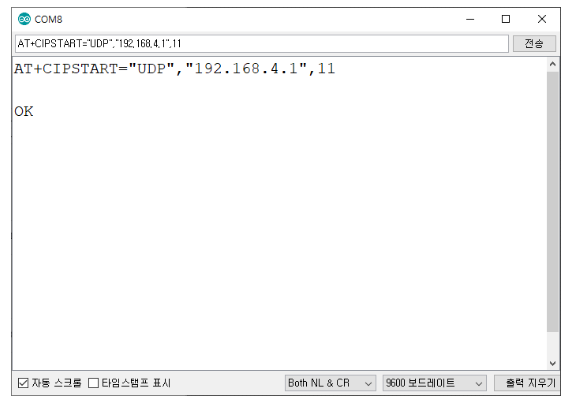 COM8
AT+CIPSTART="UDP","192.168.4.1",11
전송
AT+CIPSTART="UDP","192.168.4.1",11
OK
자동 스크롤 타임스탬프 표시 Both NL & CR 9600 보드레이트 출력 지우기